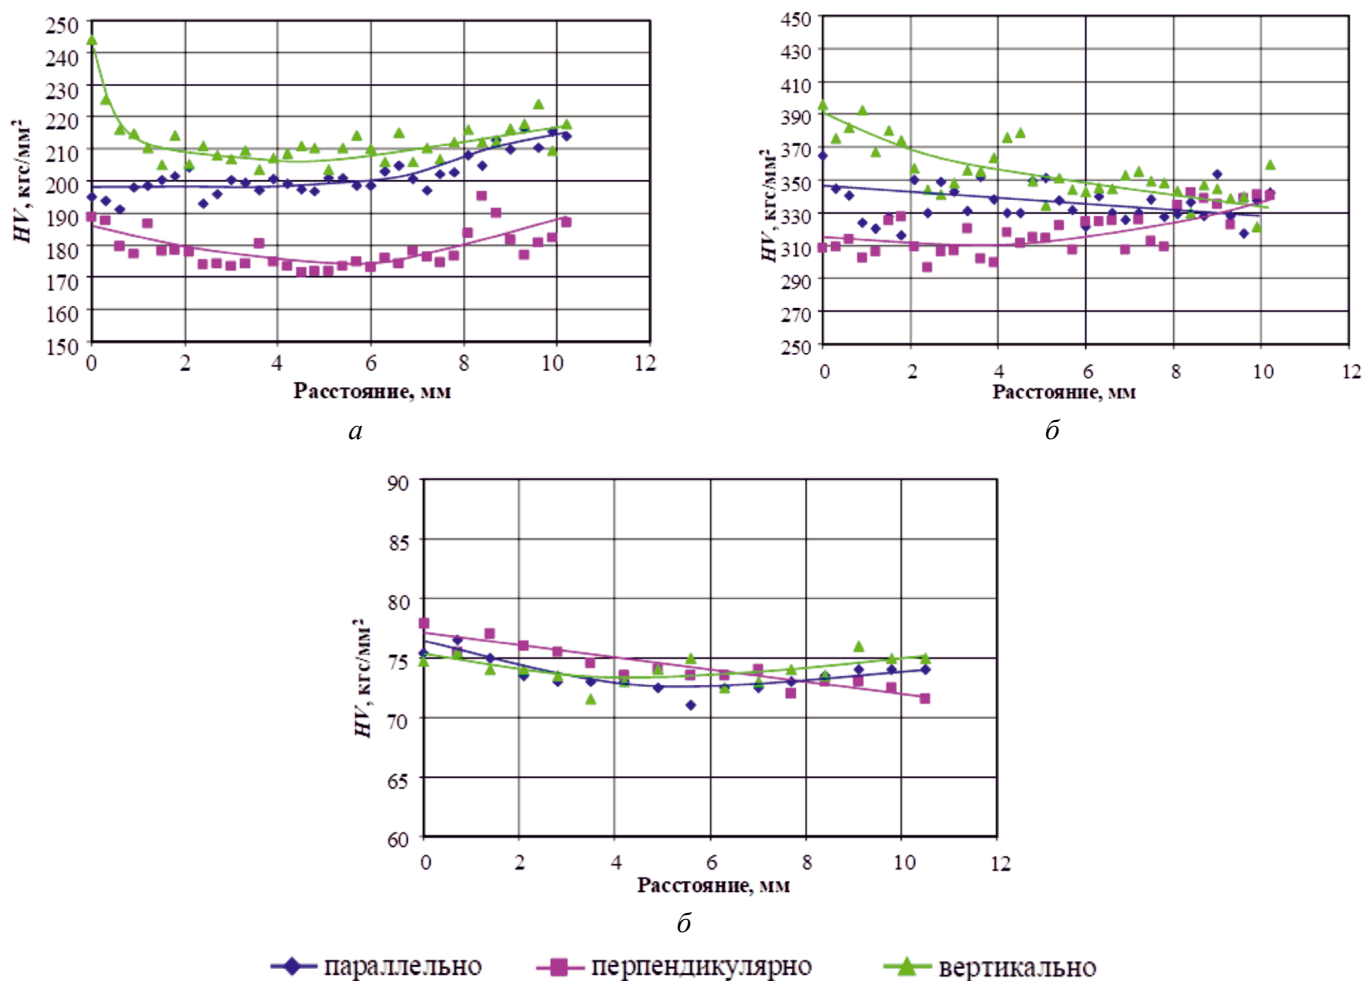 250
240
230
220
210
200
190
180
170
160
150
HV, кгс/мм²
0 2 4 6 8 10 12
Расстояние, мм
а
450
430
410
390
370
350
330
310
290
270
250
HV, кгс/мм²
0 2 4 6 8 10 12
Расстояние, мм
б
90
85
80
75
70
65
60
HV, кгс/мм²
0 2 4 6 8 10 12
Расстояние, мм
б
параллельно перпендикулярно вертикально